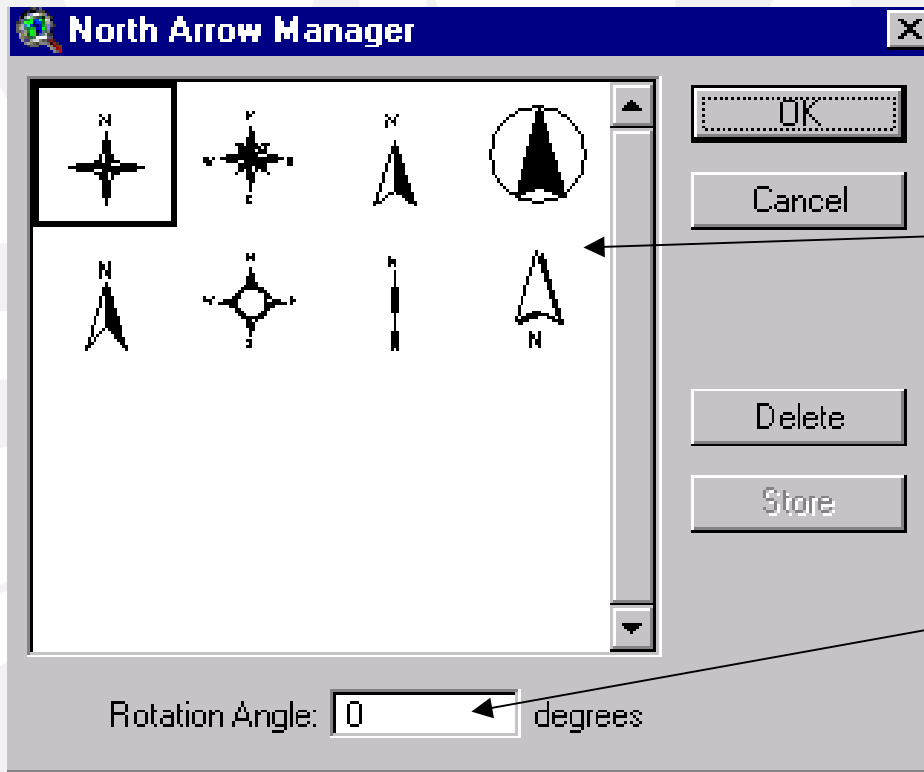 North Arrow Manager
OK
Cancel
N
N
N
N
Delete
Store
Rotation Angle: 0 degrees